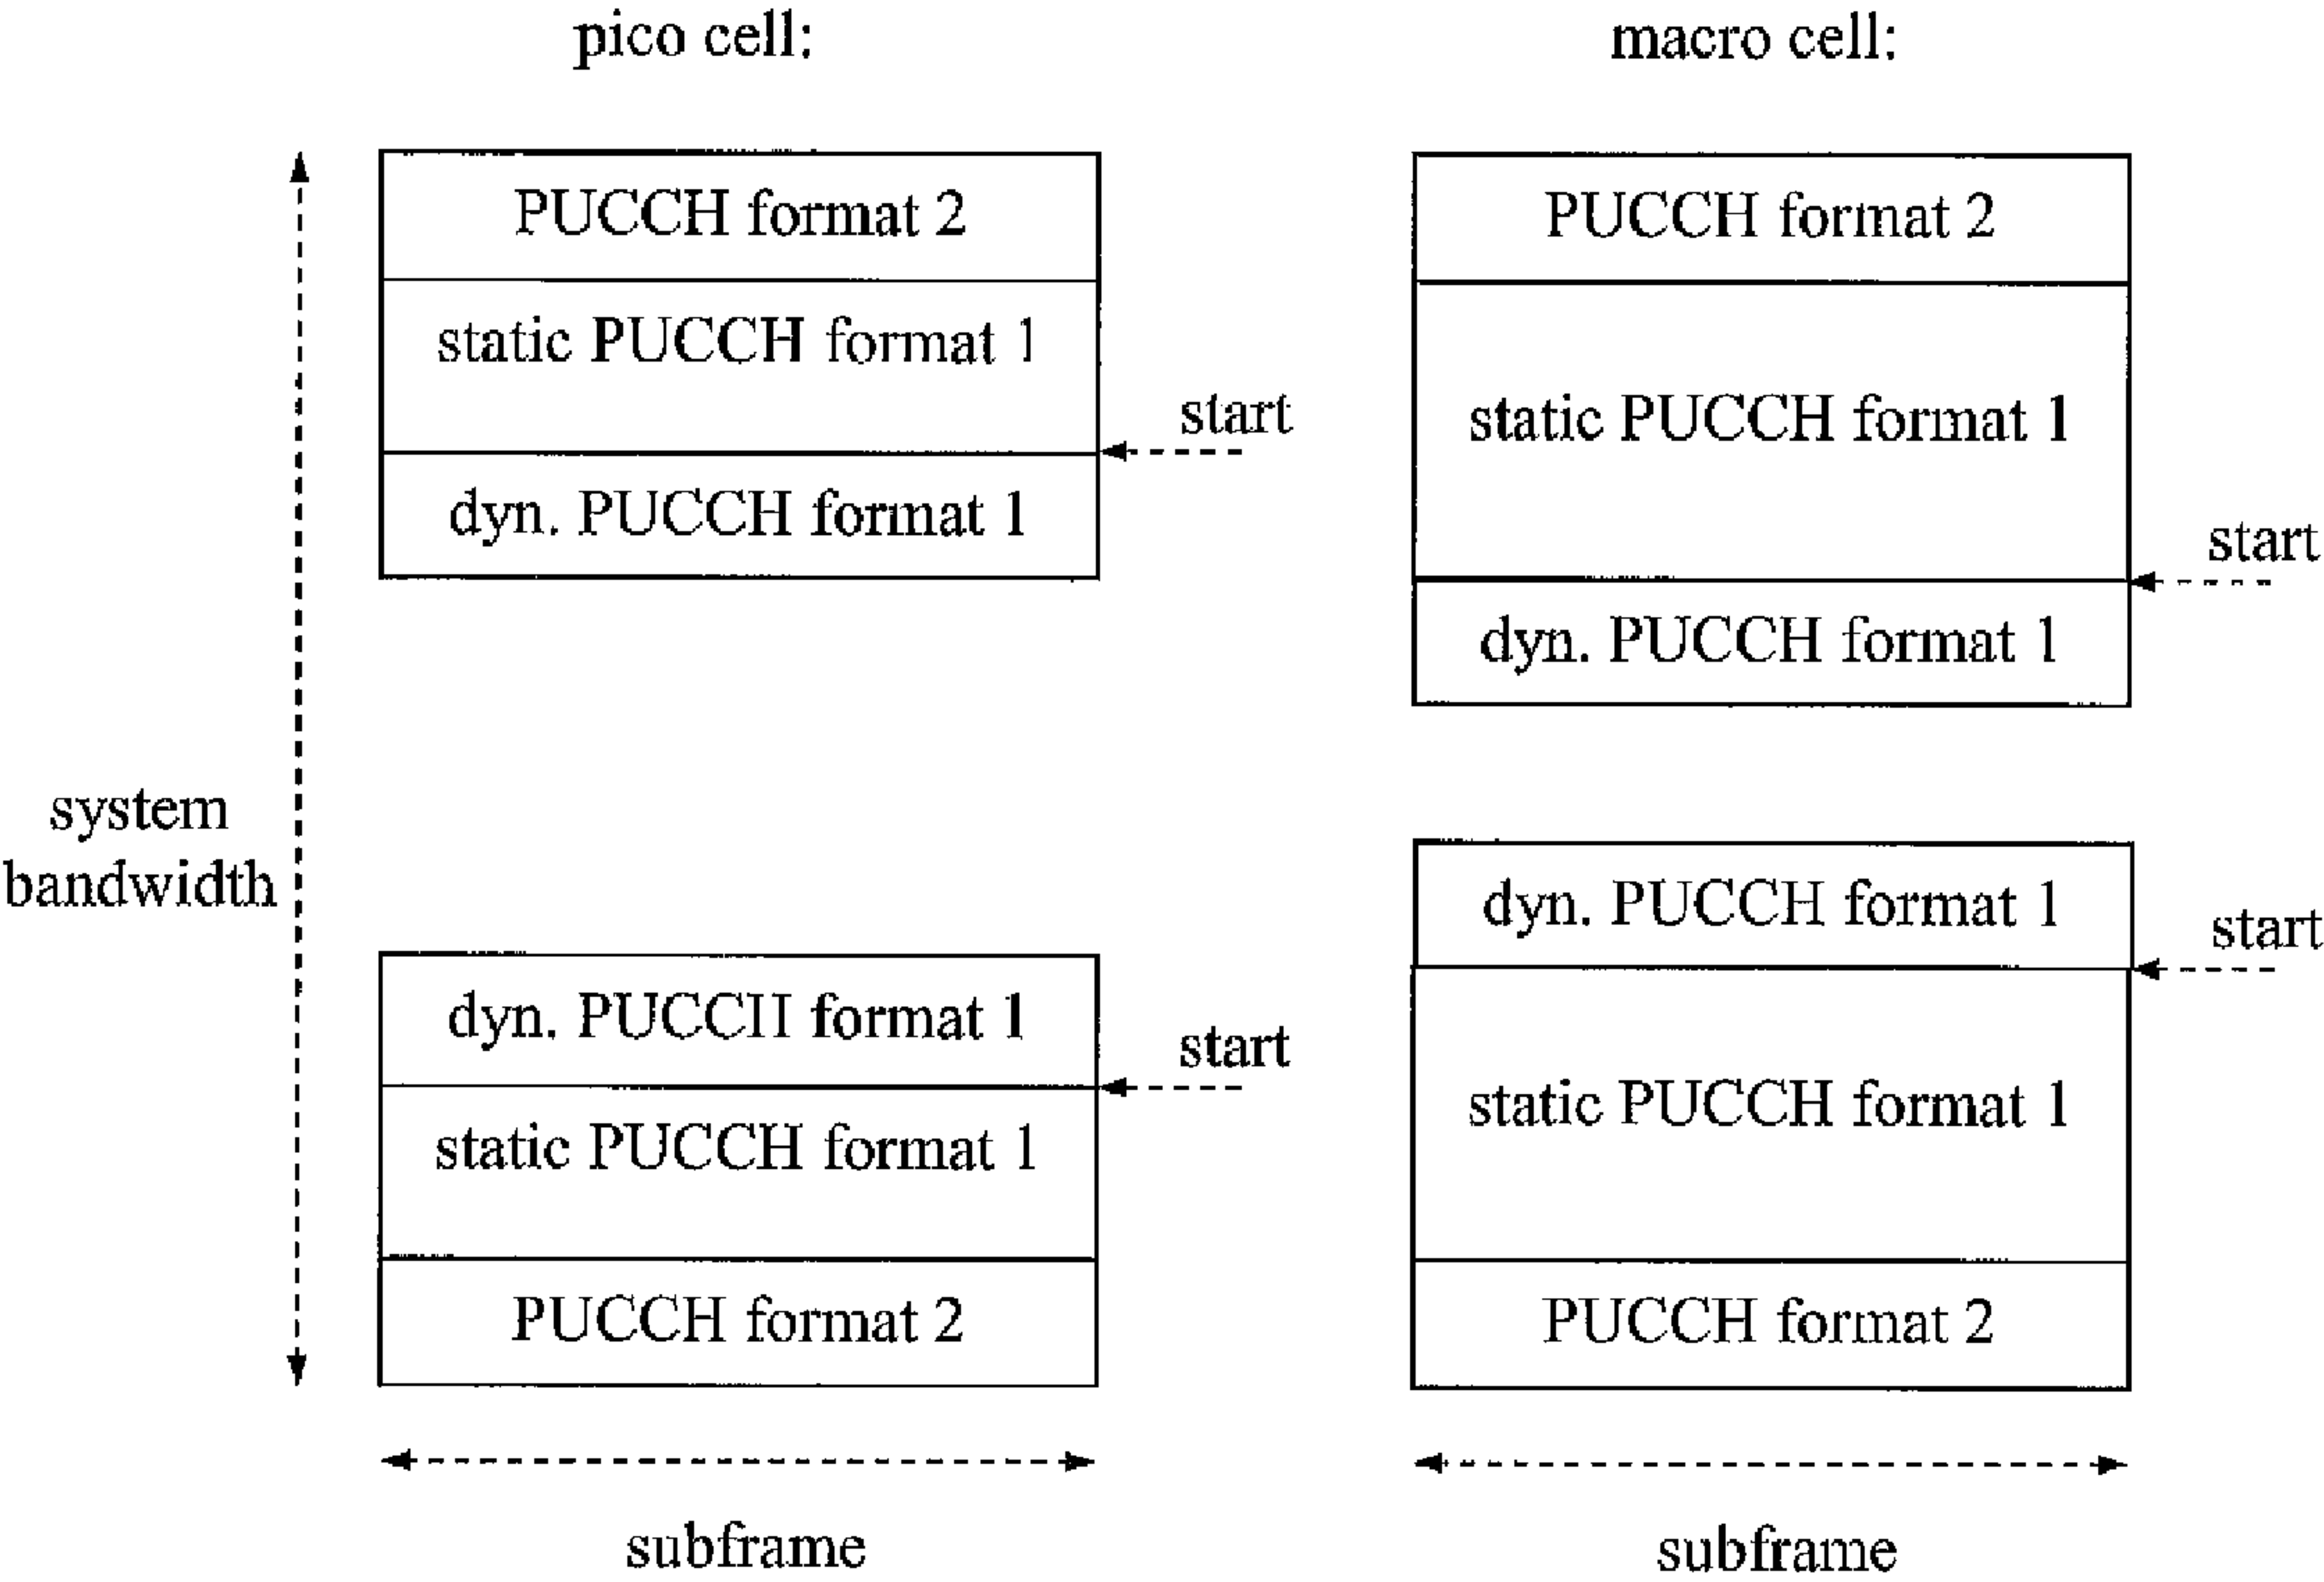 pico cell:
macro cell:
PUCCH format 2
static PUCCH format 1
start
dyn. PUCCH format 1
PUCCH format 2
static PUCCH format 1
start
dyn. PUCCH format 1
system
bandwidth
dyn. PUCCH format 1
start
static PUCCH format 1
PUCCH format 2
dyn. PUCCH format 1
start
static PUCCH format 1
PUCCH format 2
subframe
subframe